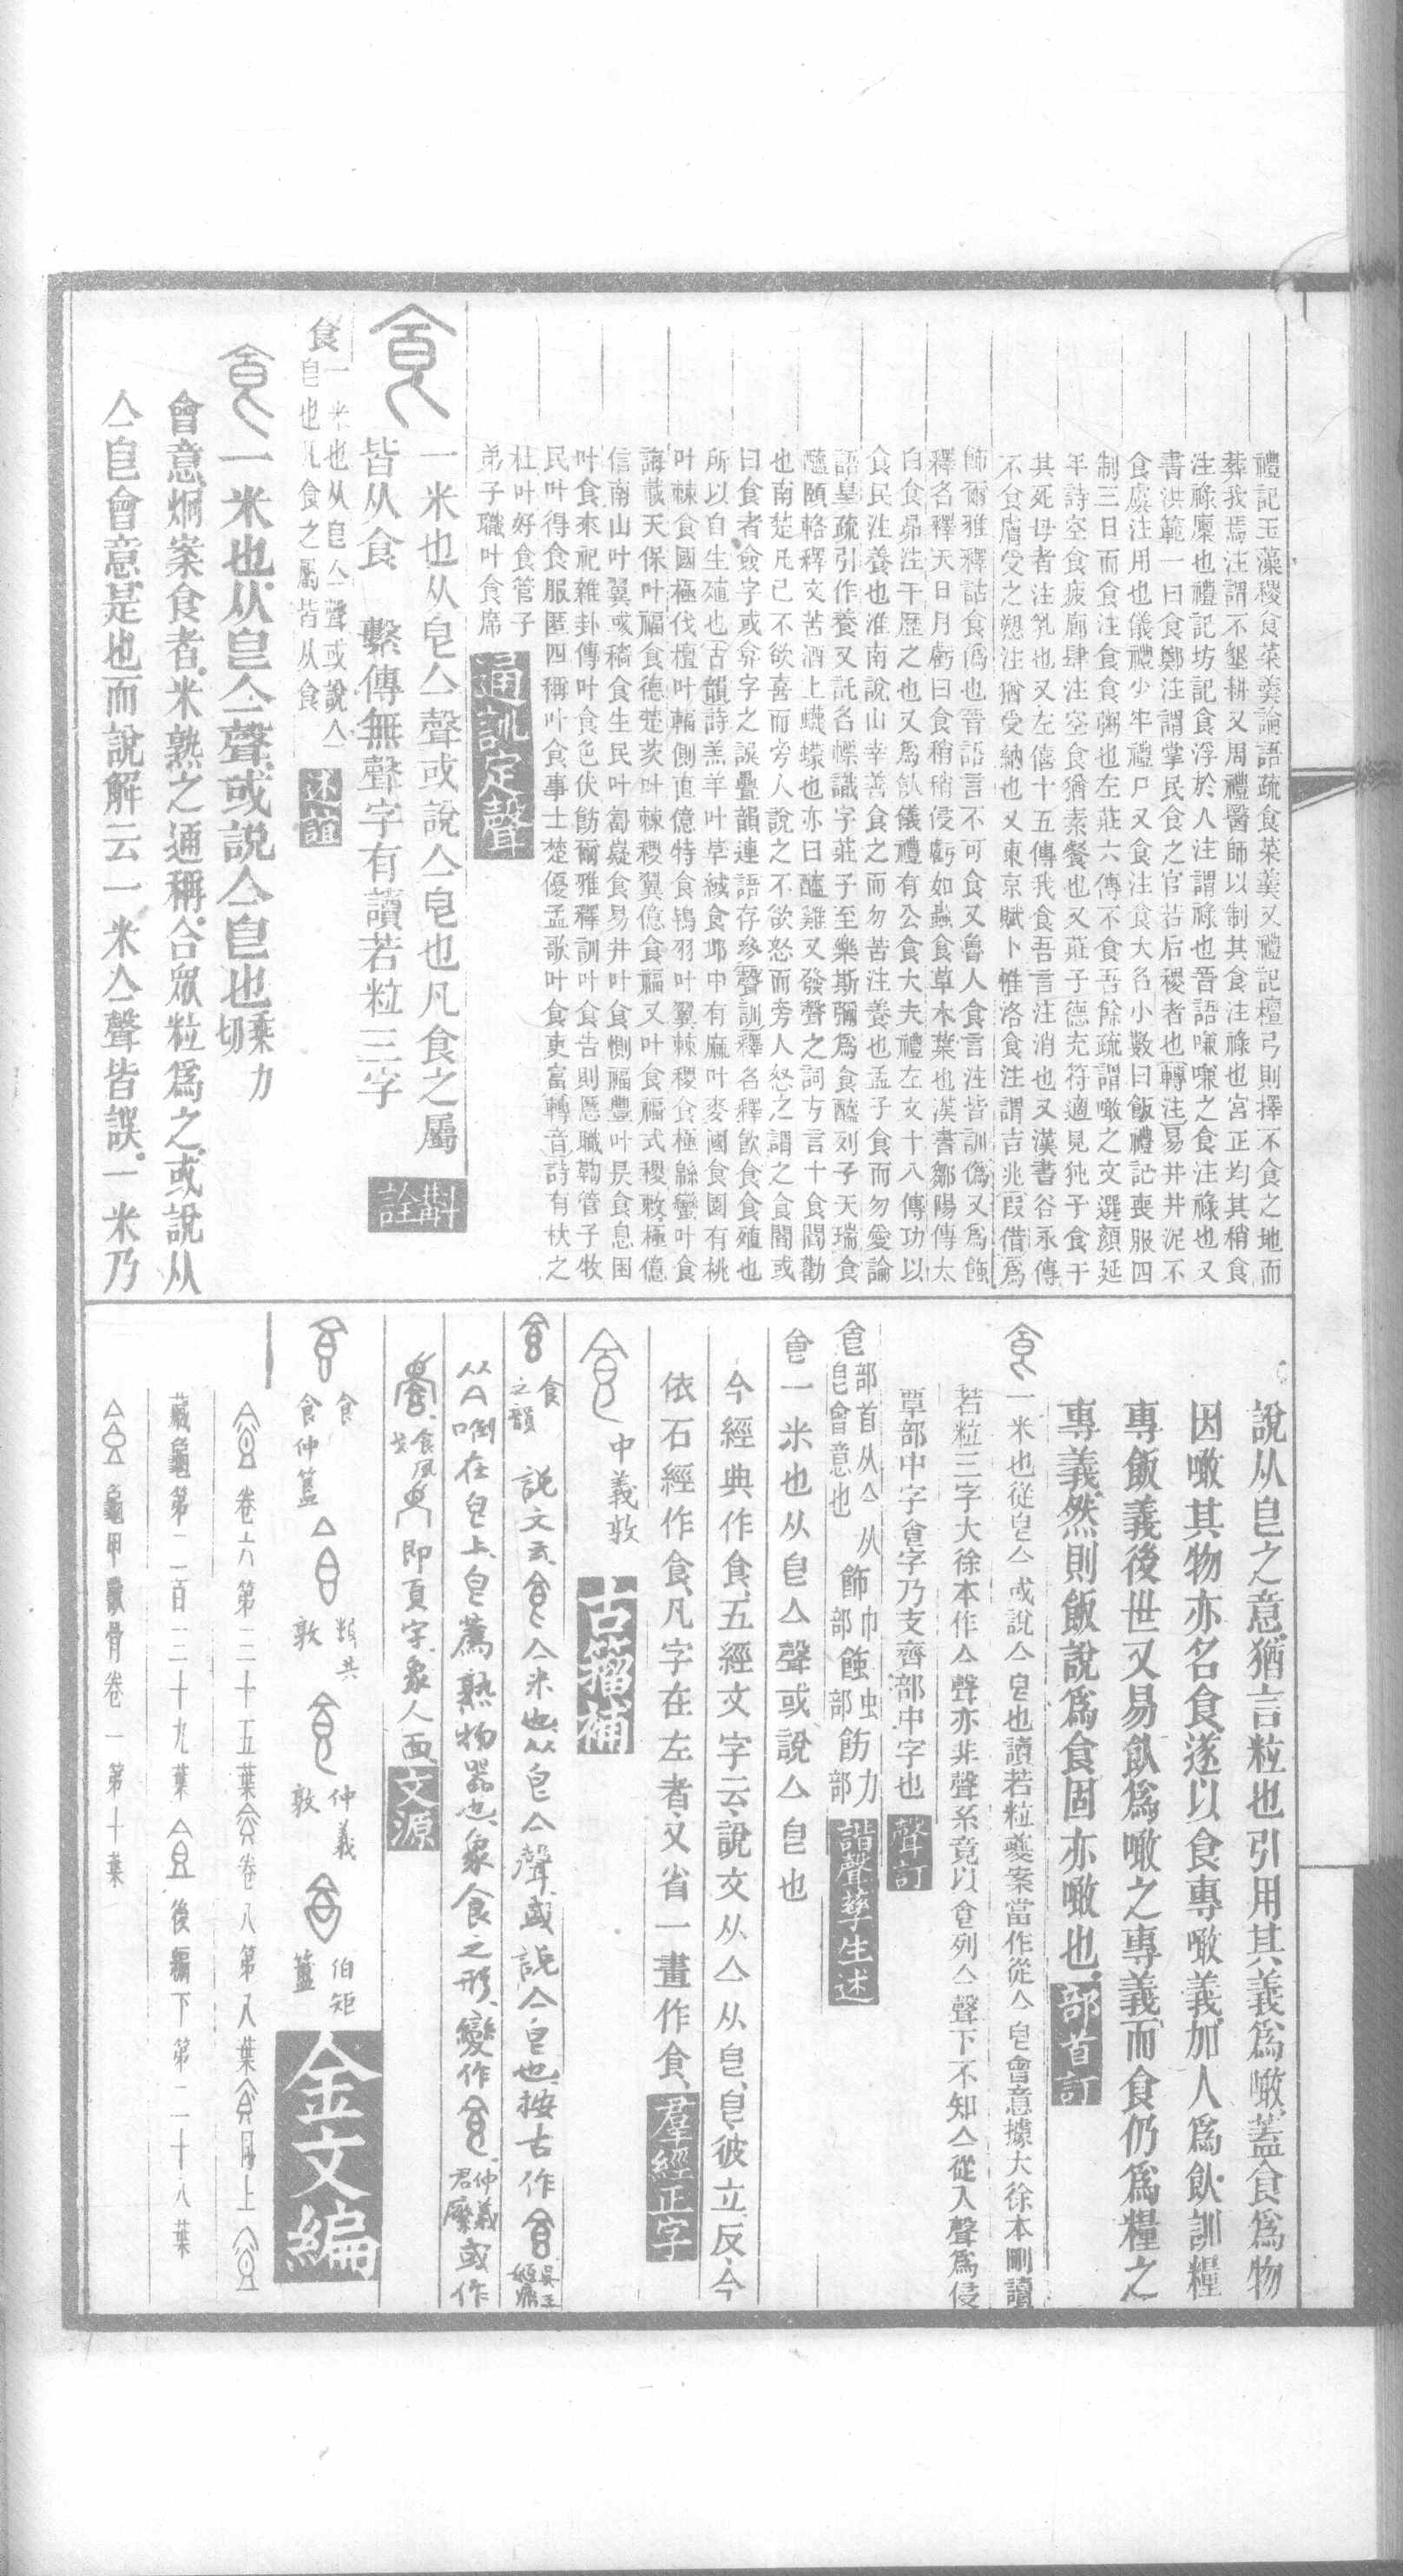 禮記玉藻稷食菜羹論語疏食菜羹又禮記檀弓則擇不食之地而
葬我焉注謂不墾耕又周禮醫師以制其食注祿也宮正均其稍食
注祿廩也禮記坊記食浮於人注謂祿也晉語嗛嗛之食注祿也又
書洪範一曰食鄭注謂掌民食之官若后稷者也轉注易井井泥不
食虞注用也儀禮少牢禮尸又食注食大名小數曰飯禮記喪服四
制三日而食注食食粥也左莊六傳不食吾餘疏謂噉之文選顏延
年詩空食疲廊肆注空食猶素餐也又莊子德充符適見㹠子食于
其死母者注乳也又左僖十五傳我食吾言注消也又漢書谷永傳
不食膚受之愬注猶受納也又東京賦卜惟洛食注謂吉兆叚借爲
飾爾雅釋詁食僞也晉語言不可食又魯人食言注皆訓僞又爲蝕
釋名釋天日月虧曰食稍稍侵虧如蟲食草木葉也漢書鄒陽傳太
白食昴注干歷之也又爲飤儀禮有公食大夫禮左文十八傳功以
食民注養也淮南說山幸善食之而勿苦注養也孟子食而勿愛論
語皇疏引作養又託名幖識字莊子至樂斯彌爲食醯列子天瑞食
醯頤輅釋文苦酒上蠛蠓也亦曰醯雞又發聲之詞方言十食閻勸
也南楚凡己不欲喜而旁人說之不欲怒而旁人怒之謂之食閻或
曰食者僉字或弇字之誤疊韻連語存參聲訓釋名釋飲食食殖也
所以自生殖也古韻詩羔羊叶革緎食邱中有麻叶麥國食園有桃
叶棘食國極伐檀叶輻側直億特食鴇羽叶翼棘稷食極緜蠻叶食
誨載天保叶福食德楚茨叶棘稷翼億食福又叶食福式稷敕極億
信南山叶翼彧穡食生民叶匐嶷食易井叶食惻福豐叶昃食息困
叶食來祀雜卦傳叶食色伏飭爾雅釋訓叶食告則慝職鞫管子牧
民叶得食服匿四稱叶食事士楚優孟歌叶食吏富轉音詩有杕之
杜叶好食管子
弟子職叶食席 通訓定聲
一米也从皀亼聲或說亼皀也凡食之屬
皆从食 繫傳無聲字有讀若粒三字 斠詮
食一米也从皀亼聲或說亼
皀也凡食之屬皆从食 述誼
一米也从皀亼聲或說亼皀也乘力切
會意炯案食者米熟之通稱合眾粒爲之或說从
亼皀會意是也而說解云一米亼聲皆誤一米乃
說从皀之意猶言粒也引用其義爲噉蓋食爲物
因噉其物亦名食遂以食專噉義加人爲飤訓糧
專飯義後世又易飤爲噉之專義而食仍爲糧之
專義然則飯說爲食固亦噉也 部首訂
一米也從皀亼或說亼皀也讀若粒夔案當作從亼皀會意據大徐本刪讀
若粒三字大徐本作亼聲亦非聲系竟以食列亼聲下不知亼從入聲爲侵
覃部中字食字乃支齊部中字也 聲訂
食部首从亼从
皀會意也 飾巾部蝕虫部飭力部 諧聲孳生述
食一米也从皀亼聲或說亼皀也
今經典作食五經文字云說文从亼从皀皀彼立反今
依石經作食凡字在左者又省一畫作飠 羣經正字
中義敦 古籀補
食之韻 說文云食亼米也从皀亼聲或說亼皀也按古作 吳王姬鼎
从倒在皀上皀薦熟物器也象食之形變作 仲義君簠或作
即頁字象人面 文源
食 食仲簋 敦 仲義敦 伯矩簋 金文編
卷六第三十五葉 卷八第八葉 上
藏龜第二百三十九葉 後編下第二十八葉
龜甲獸骨卷一第十葉